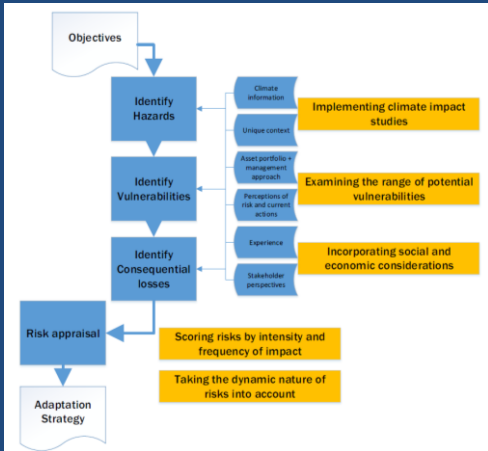 Objectives
Identify
Hazards
Climate
information
Implementing climate impact
studies
Unique context
Identify
Vulnerabilities
Asset portfolio +
management
approach
Examining the range of potential
vulnerabilities
Perceptions of
risk and current
actions
Identify
Consequential
losses
Experience
Incorporating social and
economic considerations
Stakeholder
perspectives
Risk appraisal
Scoring risks by intensity and
frequency of impact
Taking the dynamic nature of
risks into account
Adaptation
Strategy